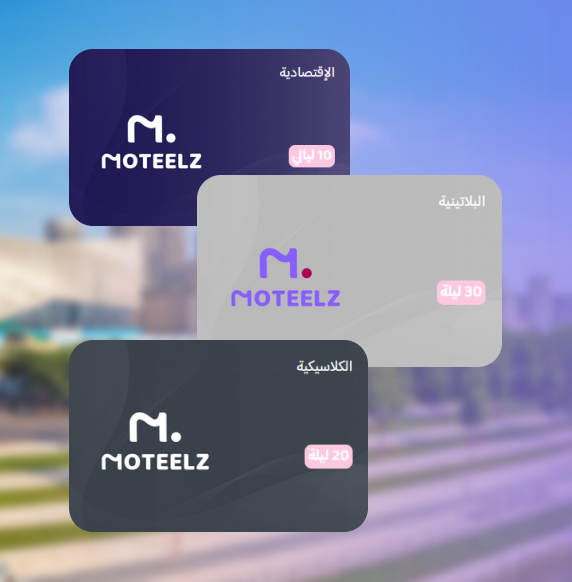 الإقتصادية
M.
MOTEELZ
10 ليالي
البلاتينية
M.
MOTEELZ
30 ليلة
الكلاسيكية
M.
MOTEELZ
20 ليلة